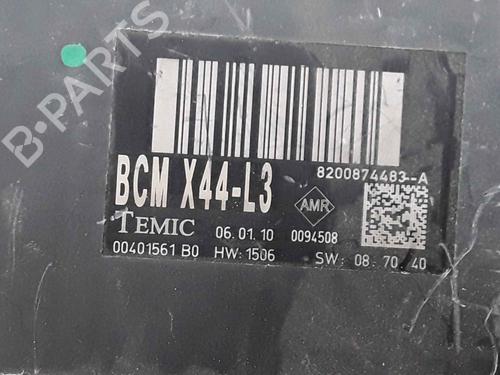 B-PARTS
8200874483--A
BCM X44-L3
AMR
TEMIC 06.01.10 0094508
00401561 B0 HW:1506 SW: 08.70.40